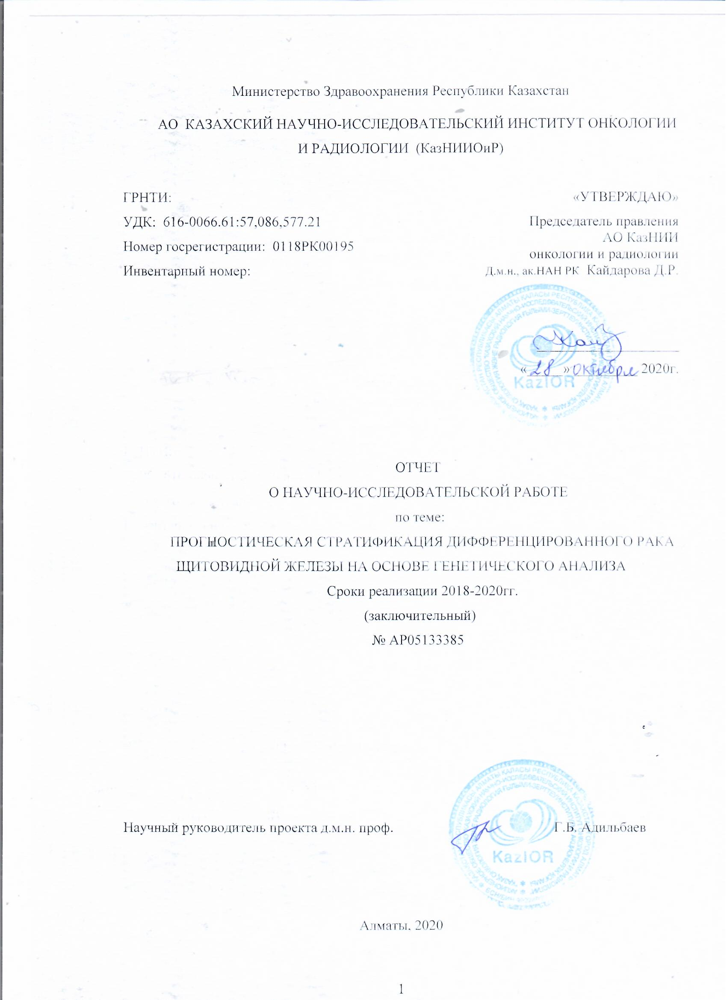 Министерство Здравоохранения Республики Казахстан
АО КАЗАХСКИЙ НАУЧНО-ИССЛЕДОВАТЕЛЬСКИЙ ИНСТИТУТ ОНКОЛОГИИ
И РАДИОЛОГИИ (КазНИИОиР)
ГРНТИ:
УДК: 616-0066.61:57,086,577.21
Номер госрегистрации: 0118РК00195
Инвентарный номер:
«УТВЕРЖДАЮ»
Председатель правления
АО КазНИИ
онкологии и радиологии
Д.м.н., ак.НАН РК Кайдарова Д.Р.
«28» октября 2020г.
KazIOR
ОТЧЕТ
О НАУЧНО-ИССЛЕДОВАТЕЛЬСКОЙ РАБОТЕ
по теме:
ПРОГНОСТИЧЕСКАЯ СТРАТИФИКАЦИЯ ДИФФЕРЕНЦИРОВАННОГО РАКА
ЩИТОВИДНОЙ ЖЕЛЕЗЫ НА ОСНОВЕ ГЕНЕТИЧЕСКОГО АНАЛИЗА
Сроки реализации 2018-2020гг.
(заключительный)
№ АР05133385
Научный руководитель проекта д.м.н. проф. Г.Б. Адильбаев
KazIOR
Алматы, 2020
1